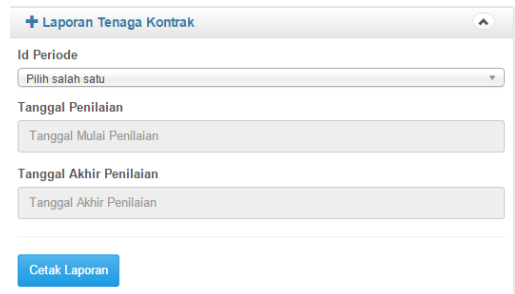 Laporan Tenaga Kontrak
Id Periode
Pilih salah satu
Tanggal Penilaian
Tanggal Mulai Penilaian
Tanggal Akhir Penilaian
Tanggal Akhir Penilaian
Cetak Laporan